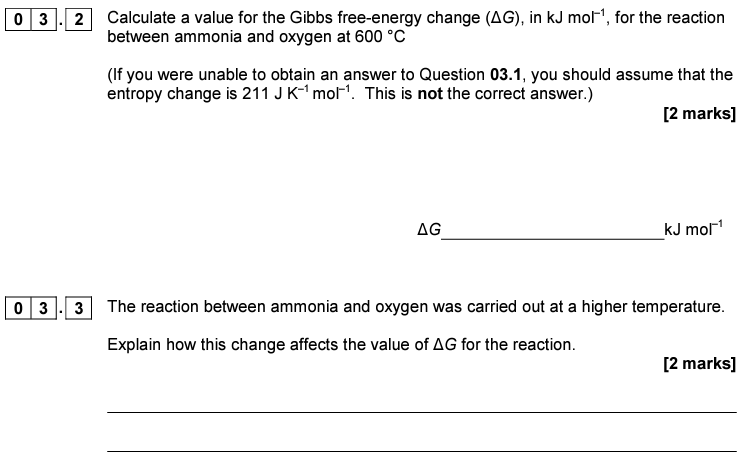 0 3 . 2 Calculate a value for the Gibbs free-energy change (ΔG), in kJ mol⁻¹, for the reaction
between ammonia and oxygen at 600 °C
(If you were unable to obtain an answer to Question 03.1, you should assume that the
entropy change is 211 J K⁻¹ mol⁻¹. This is not the correct answer.)
[2 marks]
ΔG kJ mol⁻¹
0 3 . 3 The reaction between ammonia and oxygen was carried out at a higher temperature.
Explain how this change affects the value of ΔG for the reaction.
[2 marks]